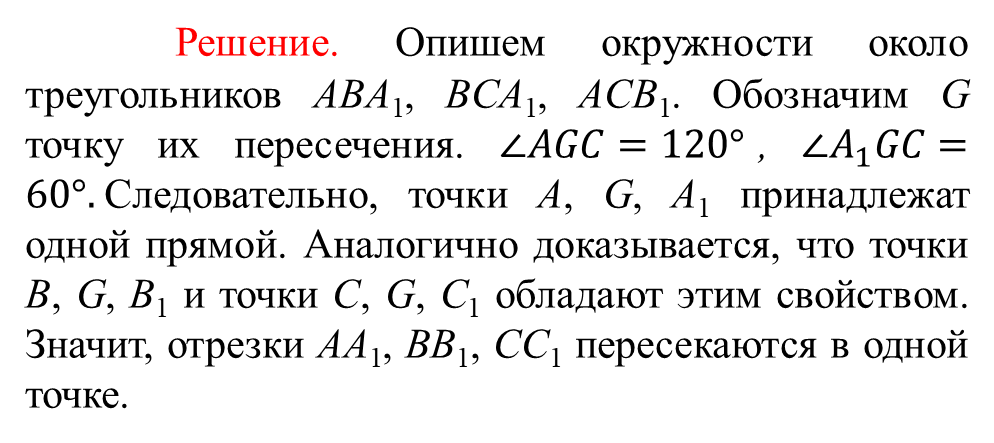 Решение. Опишем окружности около
треугольников ABA₁, BCA₁, ACB₁. Обозначим G
точку их пересечения. ∠AGC = 120° , ∠A₁GC =
60°. Следовательно, точки A, G, A₁ принадлежат
одной прямой. Аналогично доказывается, что точки
B, G, B₁ и точки C, G, C₁ обладают этим свойством.
Значит, отрезки AA₁, BB₁, CC₁ пересекаются в одной
точке.